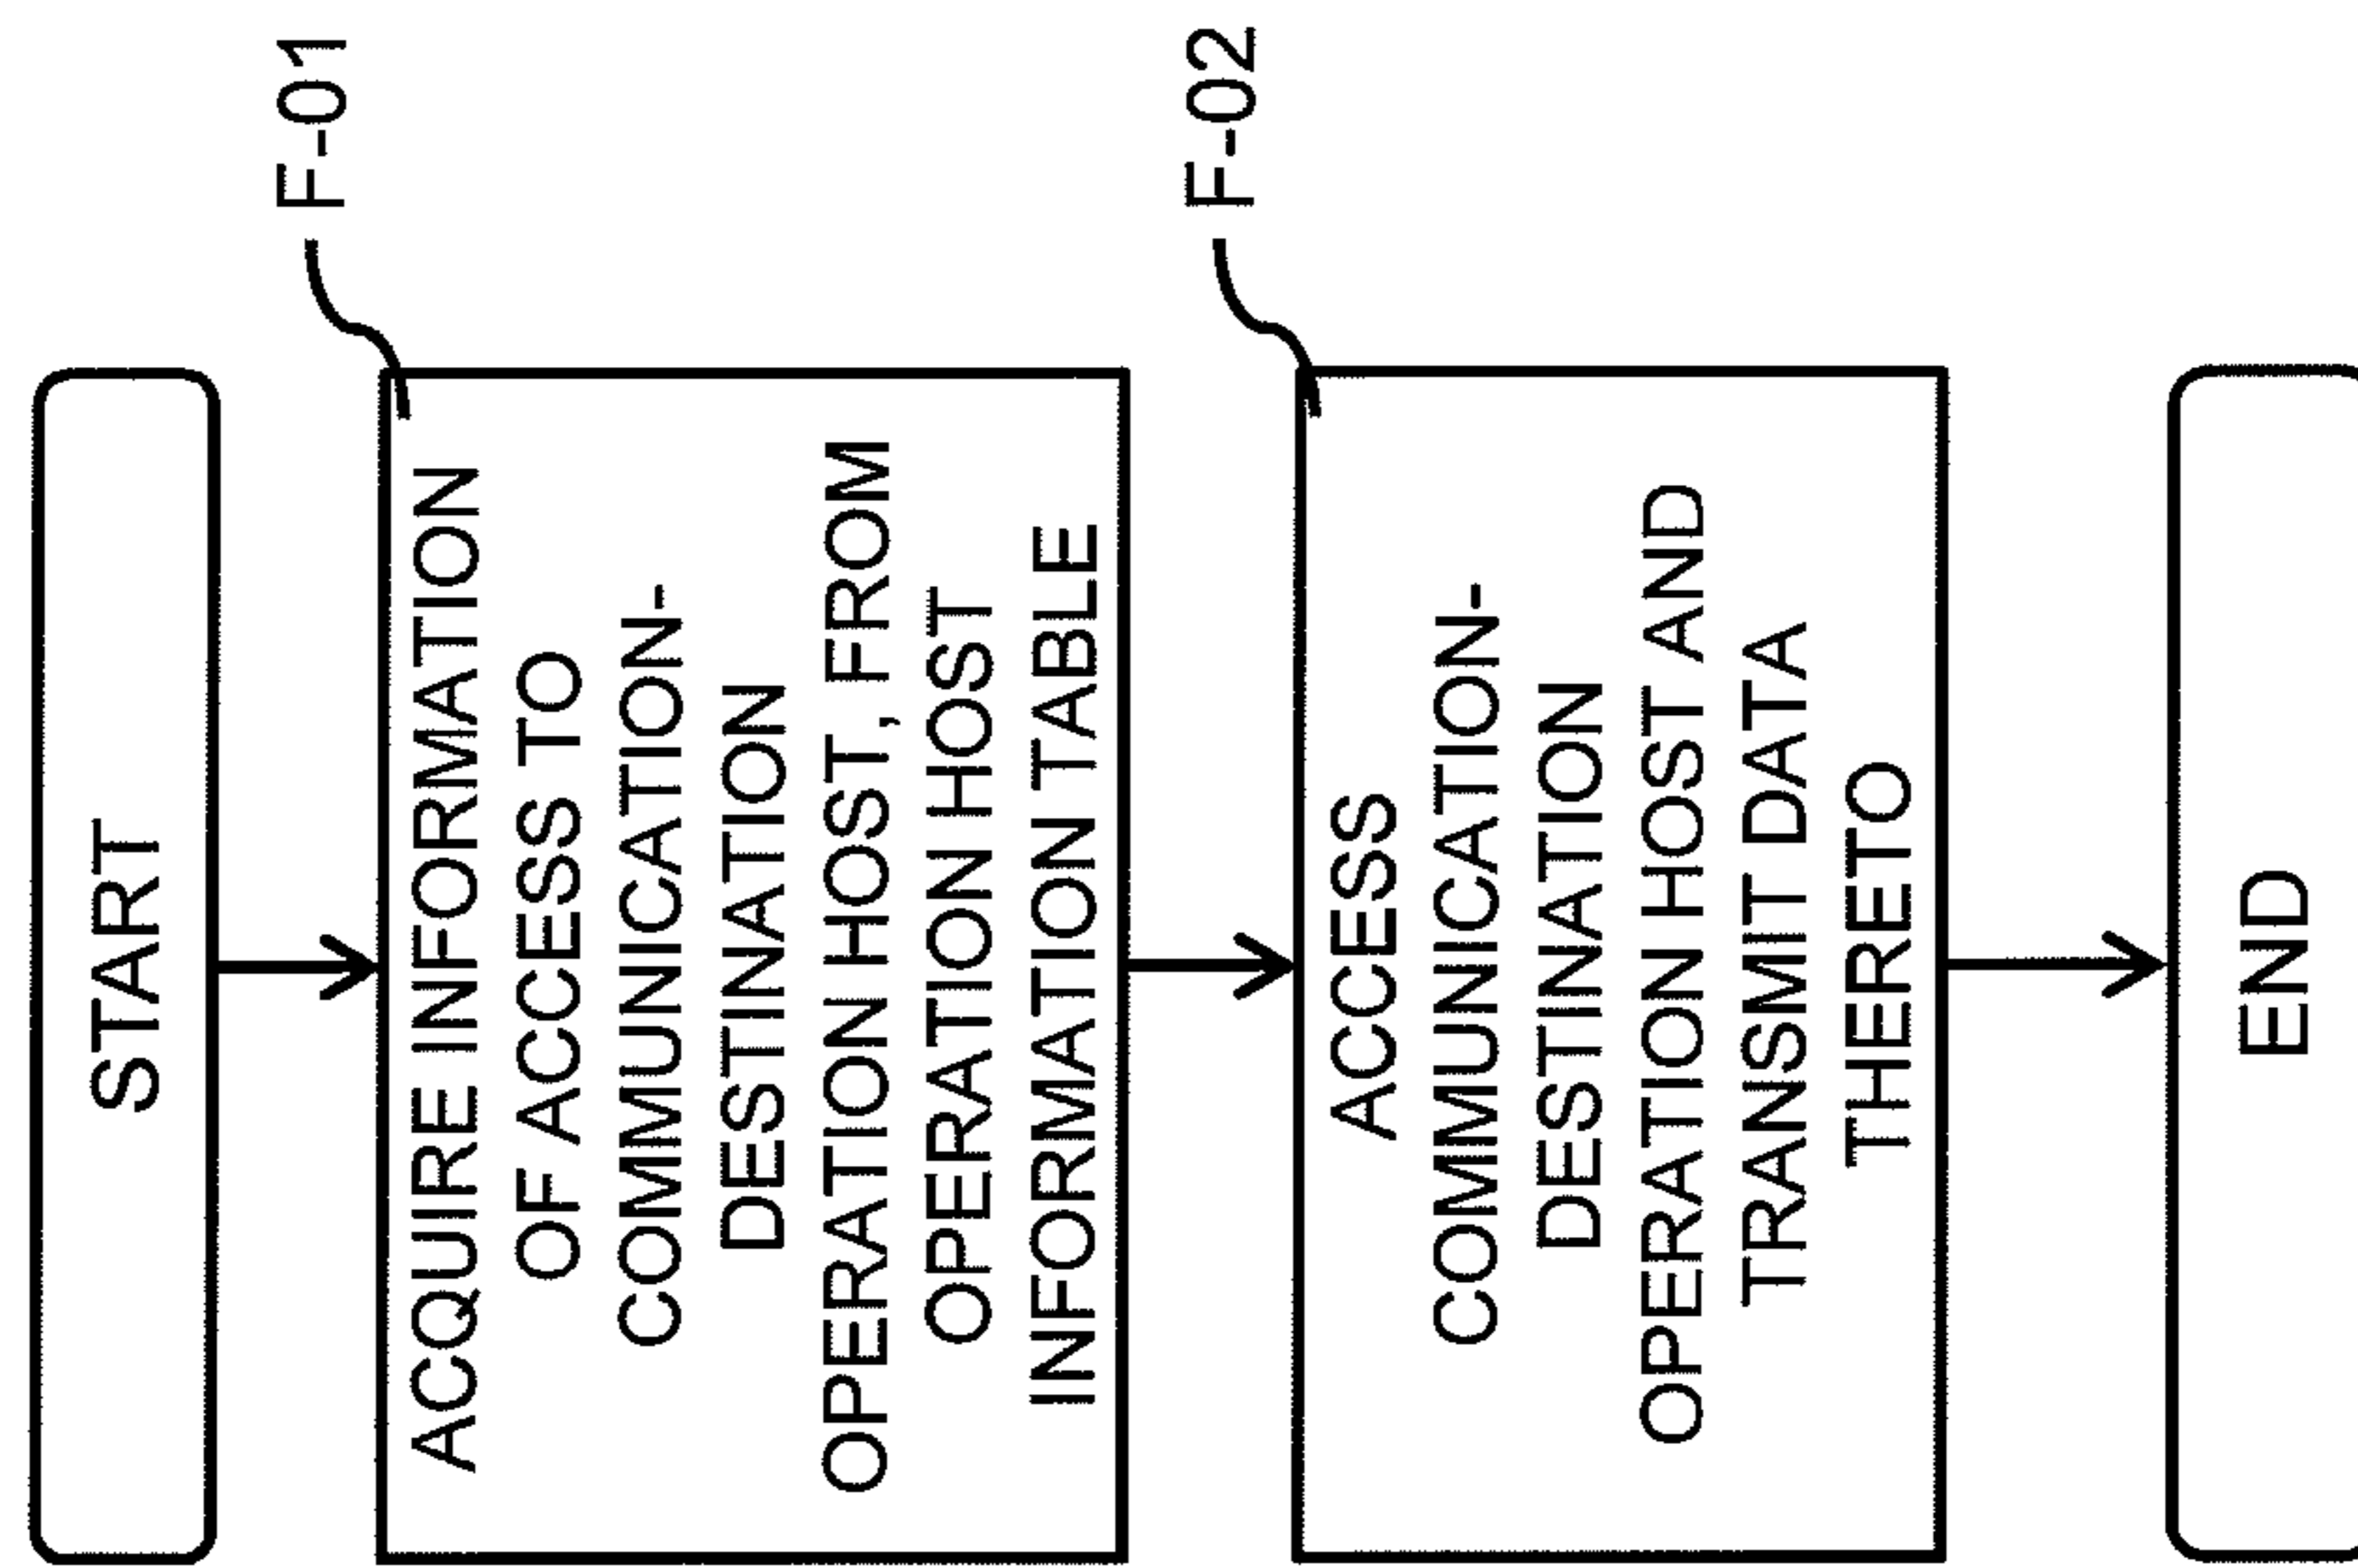 START
F-01
ACQUIRE INFORMATION
OF ACCESS TO
COMMUNICATION-
DESTINATION
OPERATION HOST, FROM
OPERATION HOST
INFORMATION TABLE
F-02
ACCESS
COMMUNICATION-
DESTINATION
OPERATION HOST AND
TRANSMIT DATA
THERETO
END